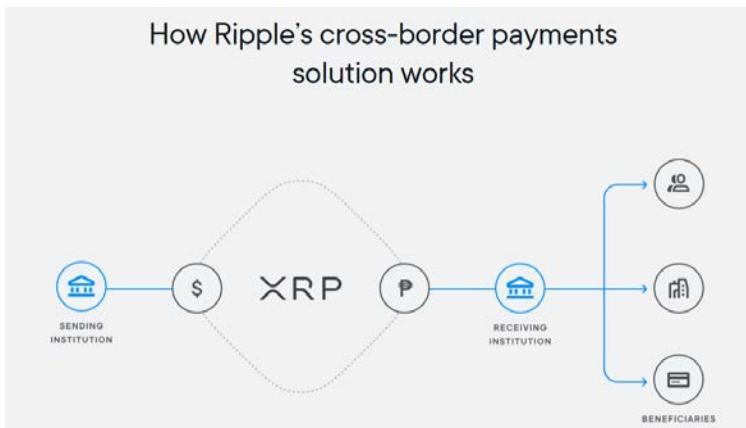 How Ripple's cross-border payments
solution works
$
XRP
₱
SENDING
INSTITUTION
RECEIVING
INSTITUTION
BENEFICIARIES